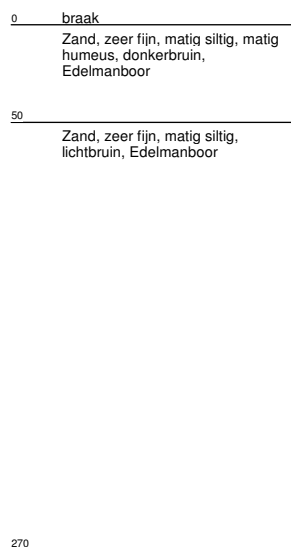 0 braak
Zand, zeer fijn, matig siltig, matig
humeus, donkerbruin,
Edelmanboor
50
Zand, zeer fijn, matig siltig,
lichtbruin, Edelmanboor
270